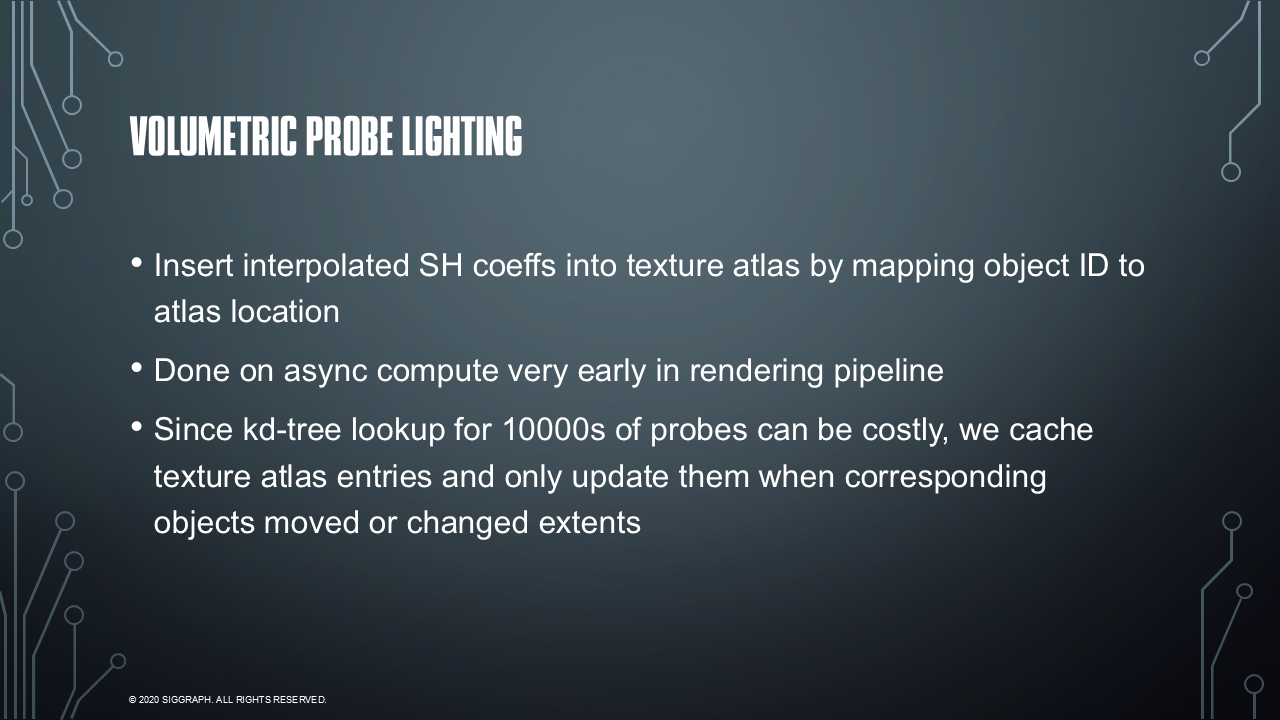 VOLUMETRIC PROBE LIGHTING
• Insert interpolated SH coeffs into texture atlas by mapping object ID to
atlas location
• Done on async compute very early in rendering pipeline
• Since kd-tree lookup for 10000s of probes can be costly, we cache
texture atlas entries and only update them when corresponding
objects moved or changed extents
© 2020 SIGGRAPH. ALL RIGHTS RESERVED.